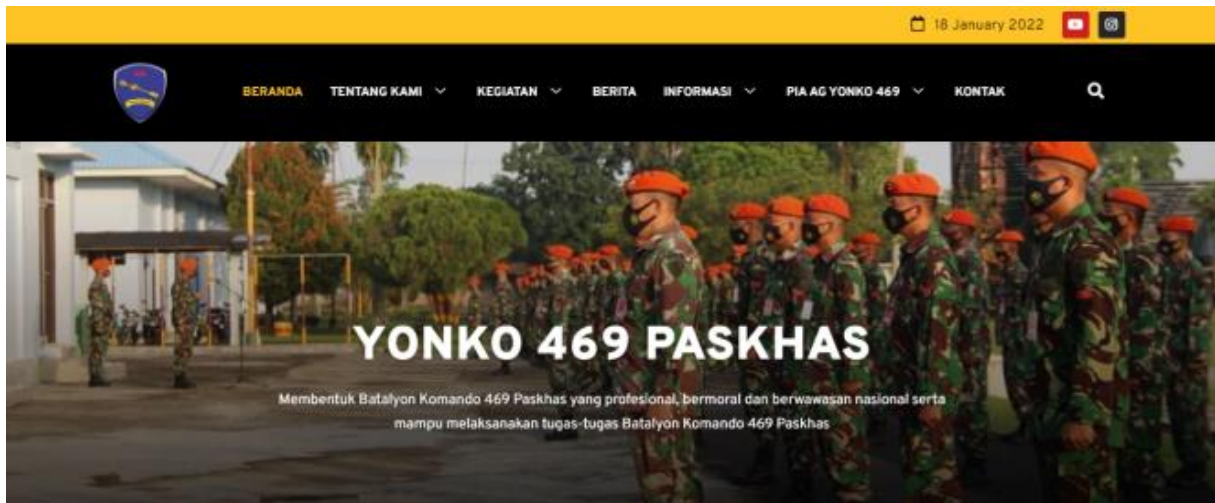 18 January 2022
BERANDA TENTANG KAMI KEGIATAN BERITA INFORMASI PIA AG YONKO 469 KONTAK
YONKO 469 PASKHAS
Membentuk Batalyon Komando 469 Paskhas yang profesional, bermoral dan berwawasan nasional serta
mampu melaksanakan tugas-tugas Batalyon Komando 469 Paskhas